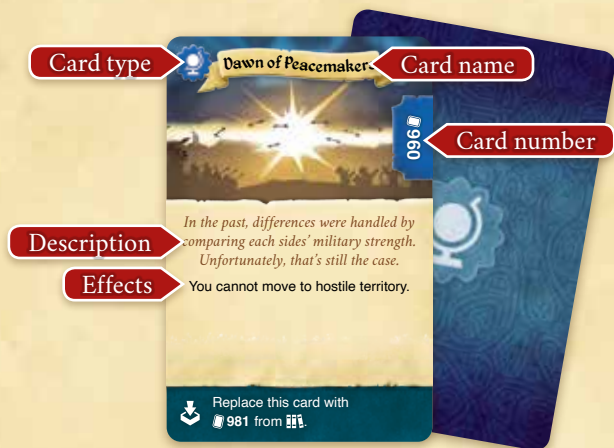 Card type
Dawn of Peacemakers
Card name
960
Card number
Description
In the past, differences were handled by
comparing each sides' military strength.
Unfortunately, that's still the case.
Effects
You cannot move to hostile territory.
Replace this card with
981 from .